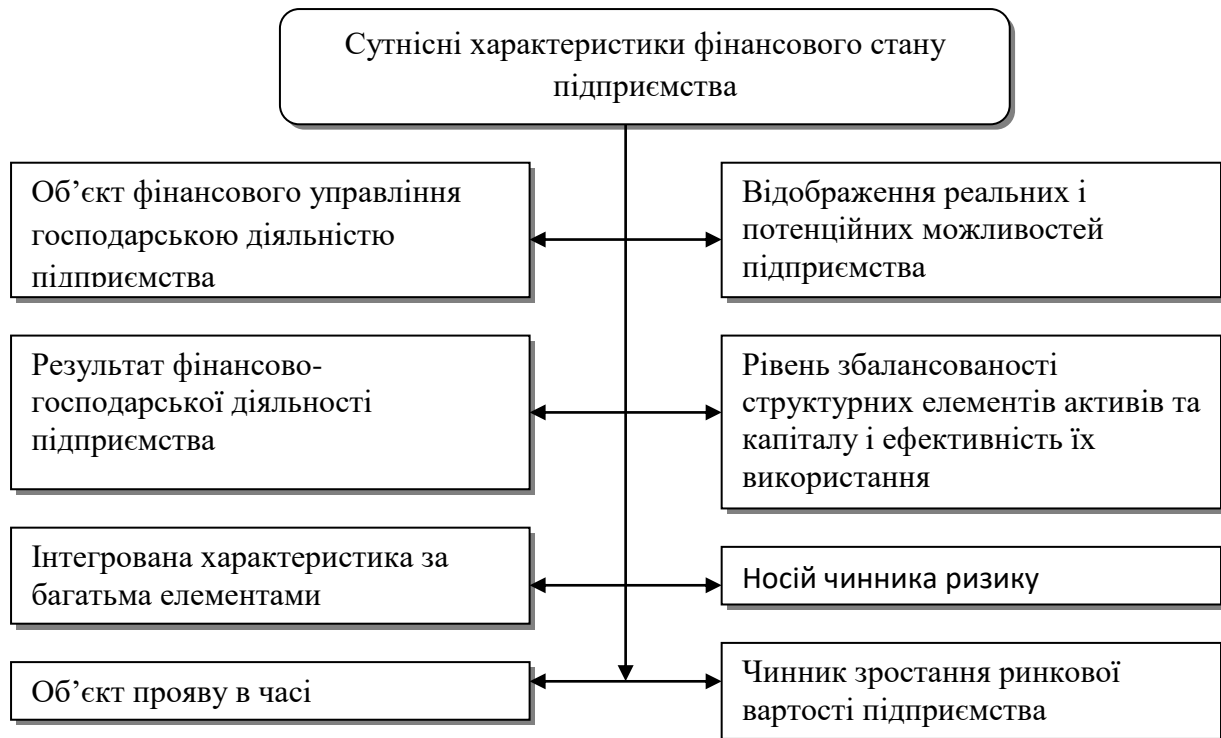 Сутнісні характеристики фінансового стану
підприємства
Об’єкт фінансового управління
господарською діяльністю
підприємства
Відображення реальних і
потенційних можливостей
підприємства
Результат фінансово-
господарської діяльності
підприємства
Рівень збалансованості
структурних елементів активів та
капіталу і ефективність їх
використання
Інтегрована характеристика за
багатьма елементами
Носій чинника ризику
Об’єкт прояву в часі
Чинник зростання ринкової
вартості підприємства